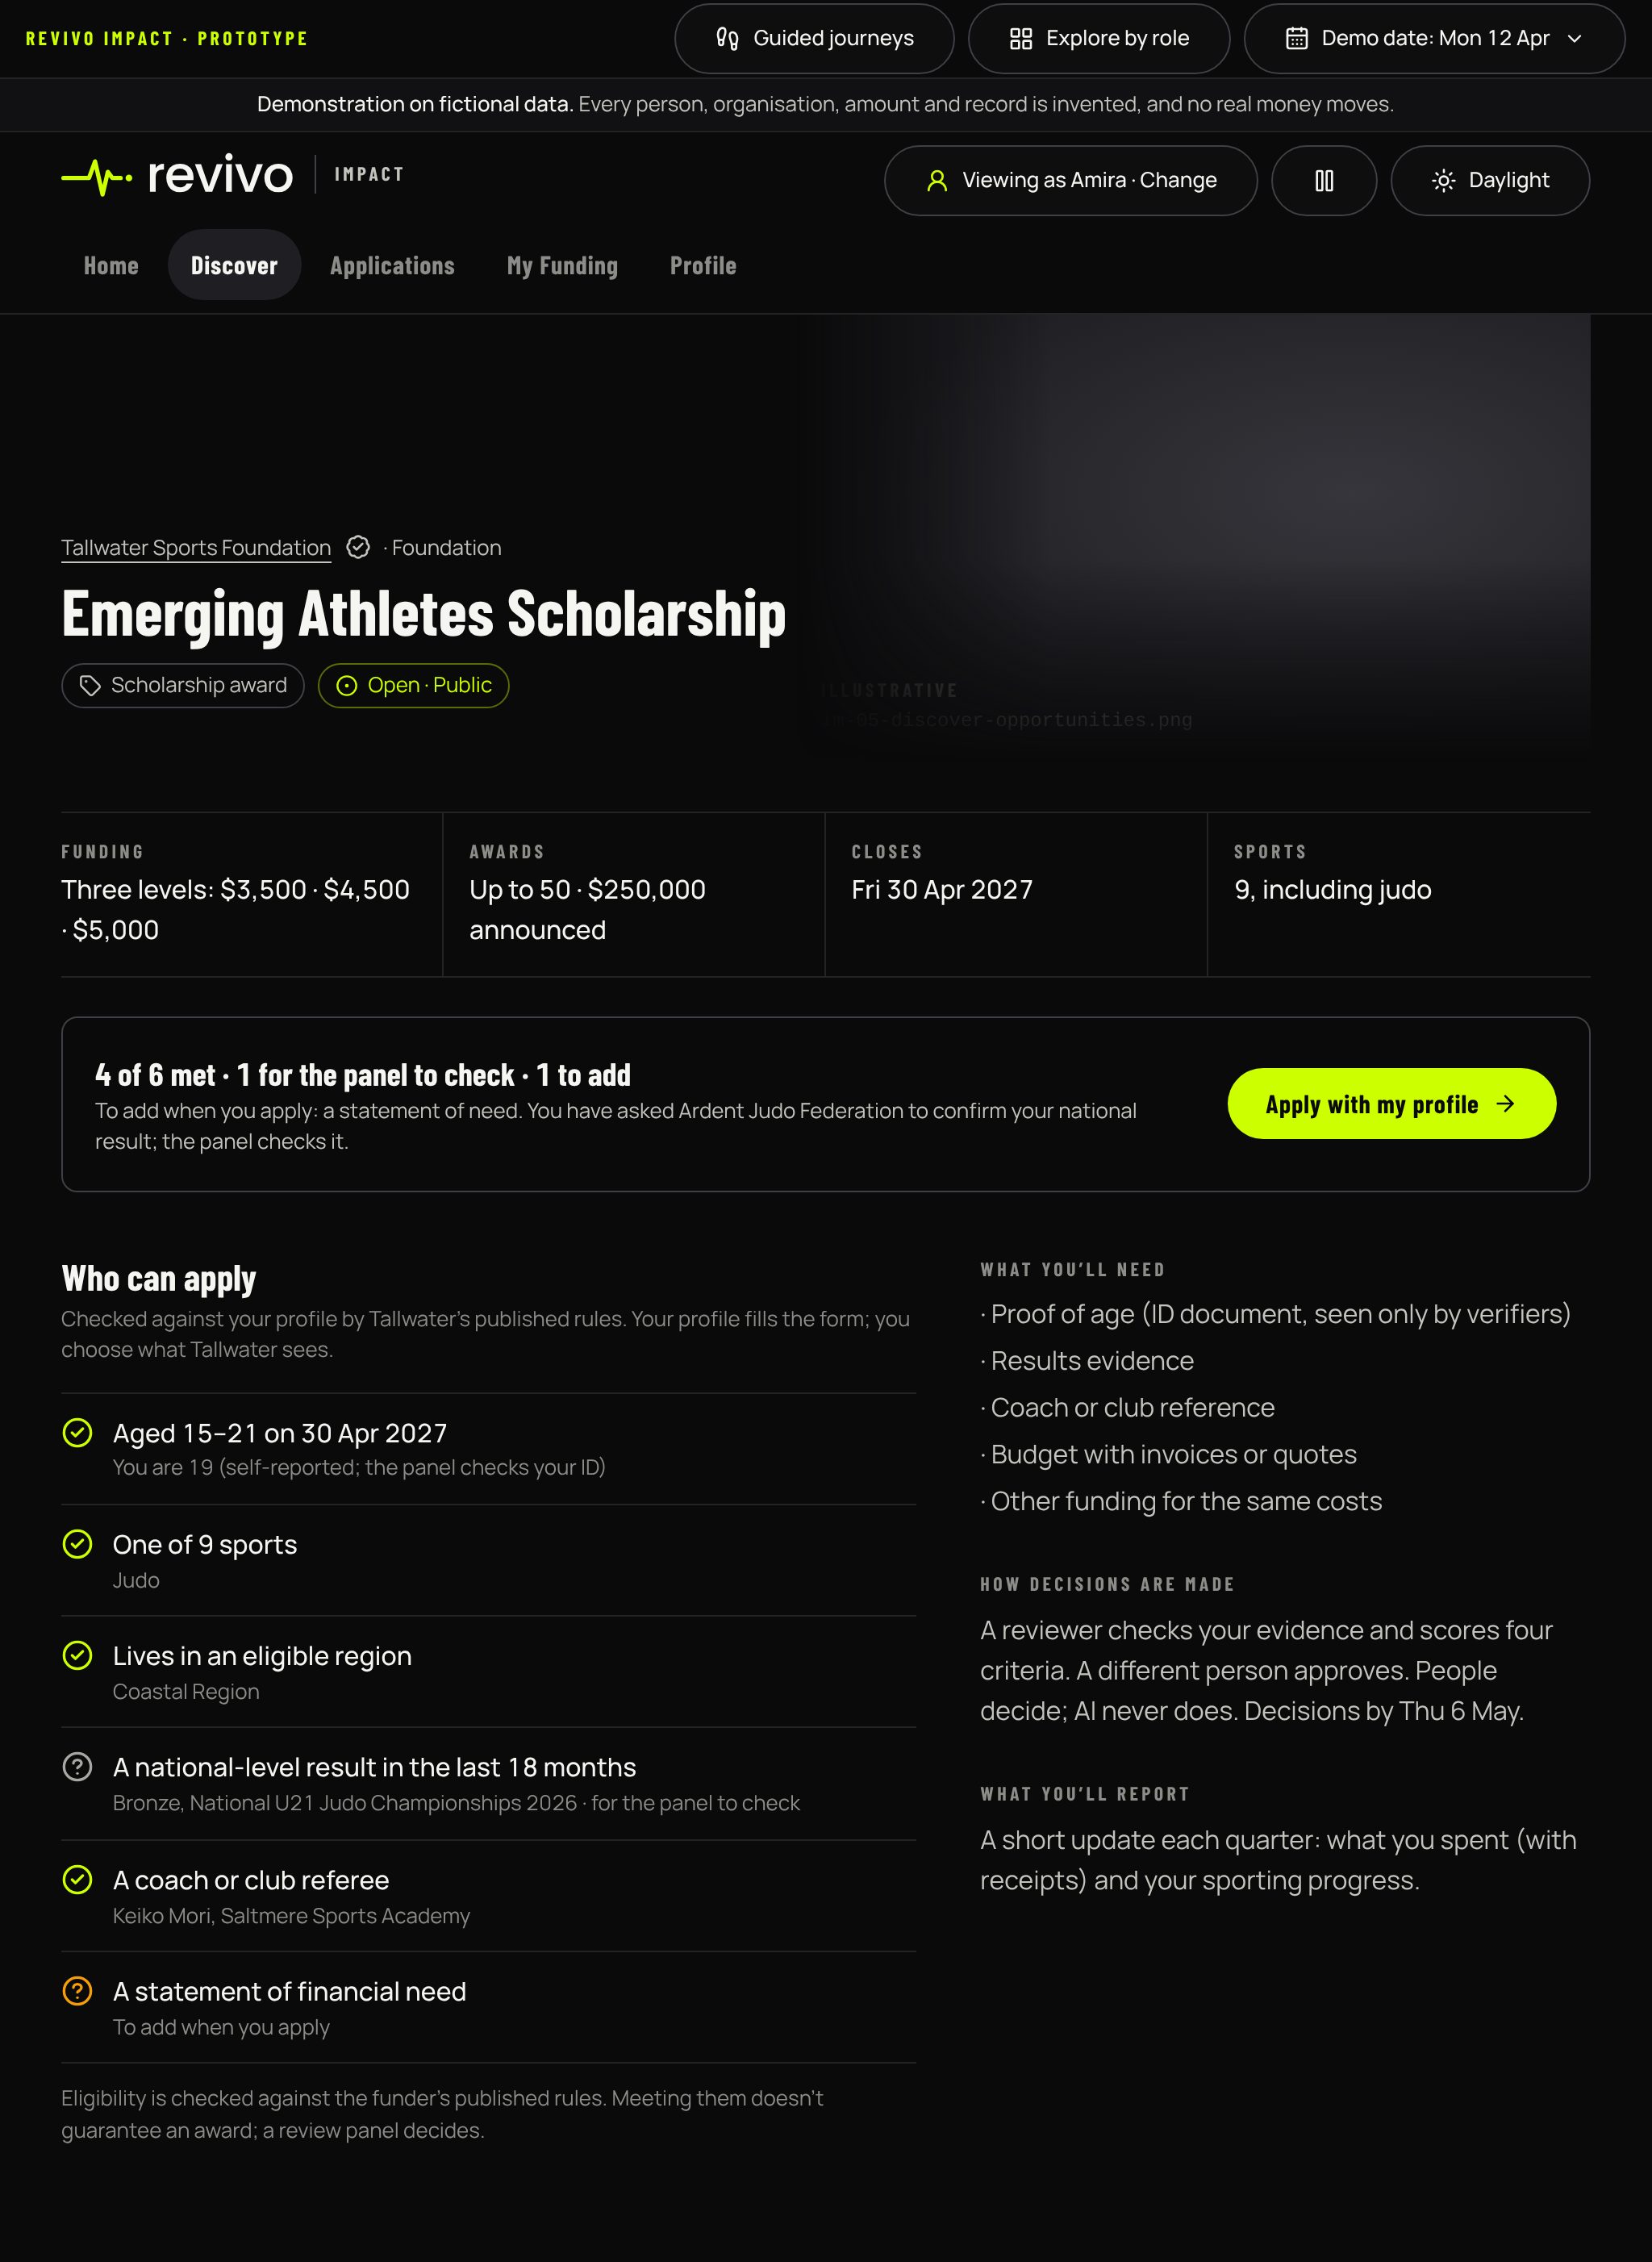 REVIVO IMPACT · PROTOTYPE
Guided journeys
Explore by role
Demo date: Mon 12 Apr
Demonstration on fictional data. Every person, organisation, amount and record is invented, and no real money moves.
revivo
IMPACT
Viewing as Amira · Change
Daylight
Home
Discover
Applications
My Funding
Profile
Tallwater Sports Foundation · Foundation
Emerging Athletes Scholarship
Scholarship award
Open · Public
ILLUSTRATIVE
-discover-opportunities.png
FUNDING
Three levels: $3,500 · $4,500
· $5,000
AWARDS
Up to 50 · $250,000
announced
CLOSES
Fri 30 Apr 2027
SPORTS
9, including judo
4 of 6 met · 1 for the panel to check · 1 to add
To add when you apply: a statement of need. You have asked Ardent Judo Federation to confirm your national
result; the panel checks it.
Apply with my profile
Who can apply
Checked against your profile by Tallwater’s published rules. Your profile fills the form; you
choose what Tallwater sees.
Aged 15–21 on 30 Apr 2027
You are 19 (self-reported; the panel checks your ID)
One of 9 sports
Judo
Lives in an eligible region
Coastal Region
A national-level result in the last 18 months
Bronze, National U21 Judo Championships 2026 · for the panel to check
A coach or club referee
Keiko Mori, Saltmere Sports Academy
A statement of financial need
To add when you apply
Eligibility is checked against the funder’s published rules. Meeting them doesn’t
guarantee an award; a review panel decides.
WHAT YOU’LL NEED
· Proof of age (ID document, seen only by verifiers)
· Results evidence
· Coach or club reference
· Budget with invoices or quotes
· Other funding for the same costs
HOW DECISIONS ARE MADE
A reviewer checks your evidence and scores four
criteria. A different person approves. People
decide; AI never does. Decisions by Thu 6 May.
WHAT YOU’LL REPORT
A short update each quarter: what you spent (with
receipts) and your sporting progress.